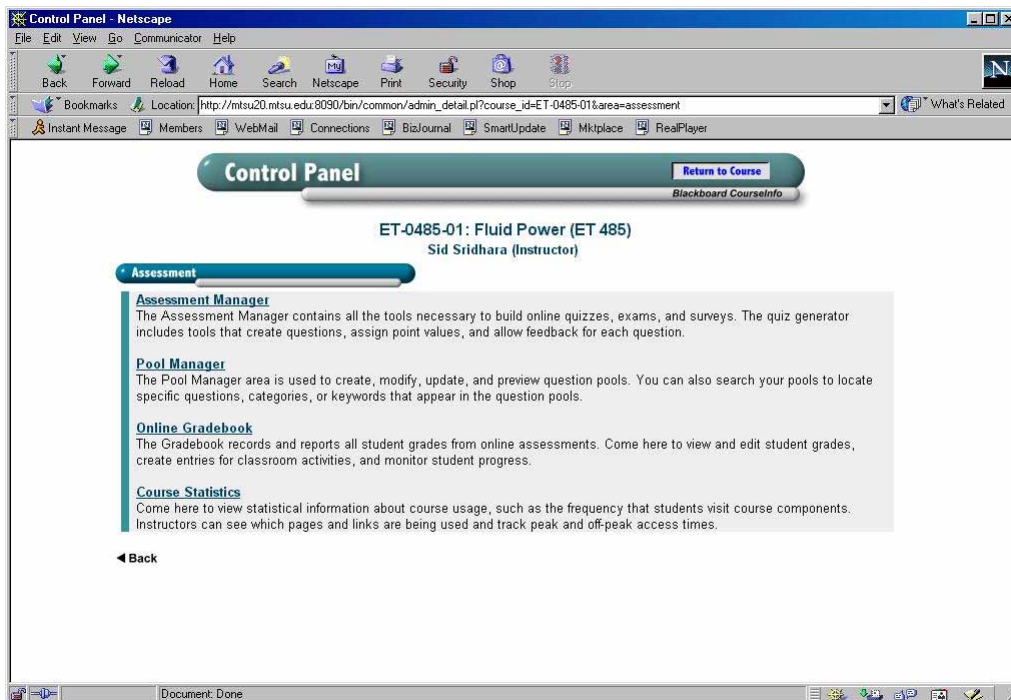 Control Panel - Netscape
File Edit View Go Communicator Help
Back Forward Reload Home Search Netscape Print Security Shop Stop
My
N
Bookmarks Location: http://mtsu20.mtsu.edu:8090/bin/common/admin_detail.pl?course_id=ET-0485-01&area=assessment What's Related
Instant Message Members WebMail Connections BizJournal SmartUpdate Mktplace RealPlayer
Control Panel
Return to Course
Blackboard CourseInfo
ET-0485-01: Fluid Power (ET 485)
Sid Sridhara (Instructor)
Assessment
Assessment Manager
The Assessment Manager contains all the tools necessary to build online quizzes, exams, and surveys. The quiz generator
includes tools that create questions, assign point values, and allow feedback for each question.
Pool Manager
The Pool Manager area is used to create, modify, update, and preview question pools. You can also search your pools to locate
specific questions, categories, or keywords that appear in the question pools.
Online Gradebook
The Gradebook records and reports all student grades from online assessments. Come here to view and edit student grades,
create entries for classroom activities, and monitor student progress.
Course Statistics
Come here to view statistical information about course usage, such as the frequency that students visit course components.
Instructors can see which pages and links are being used and track peak and off-peak access times.
Back
Document: Done